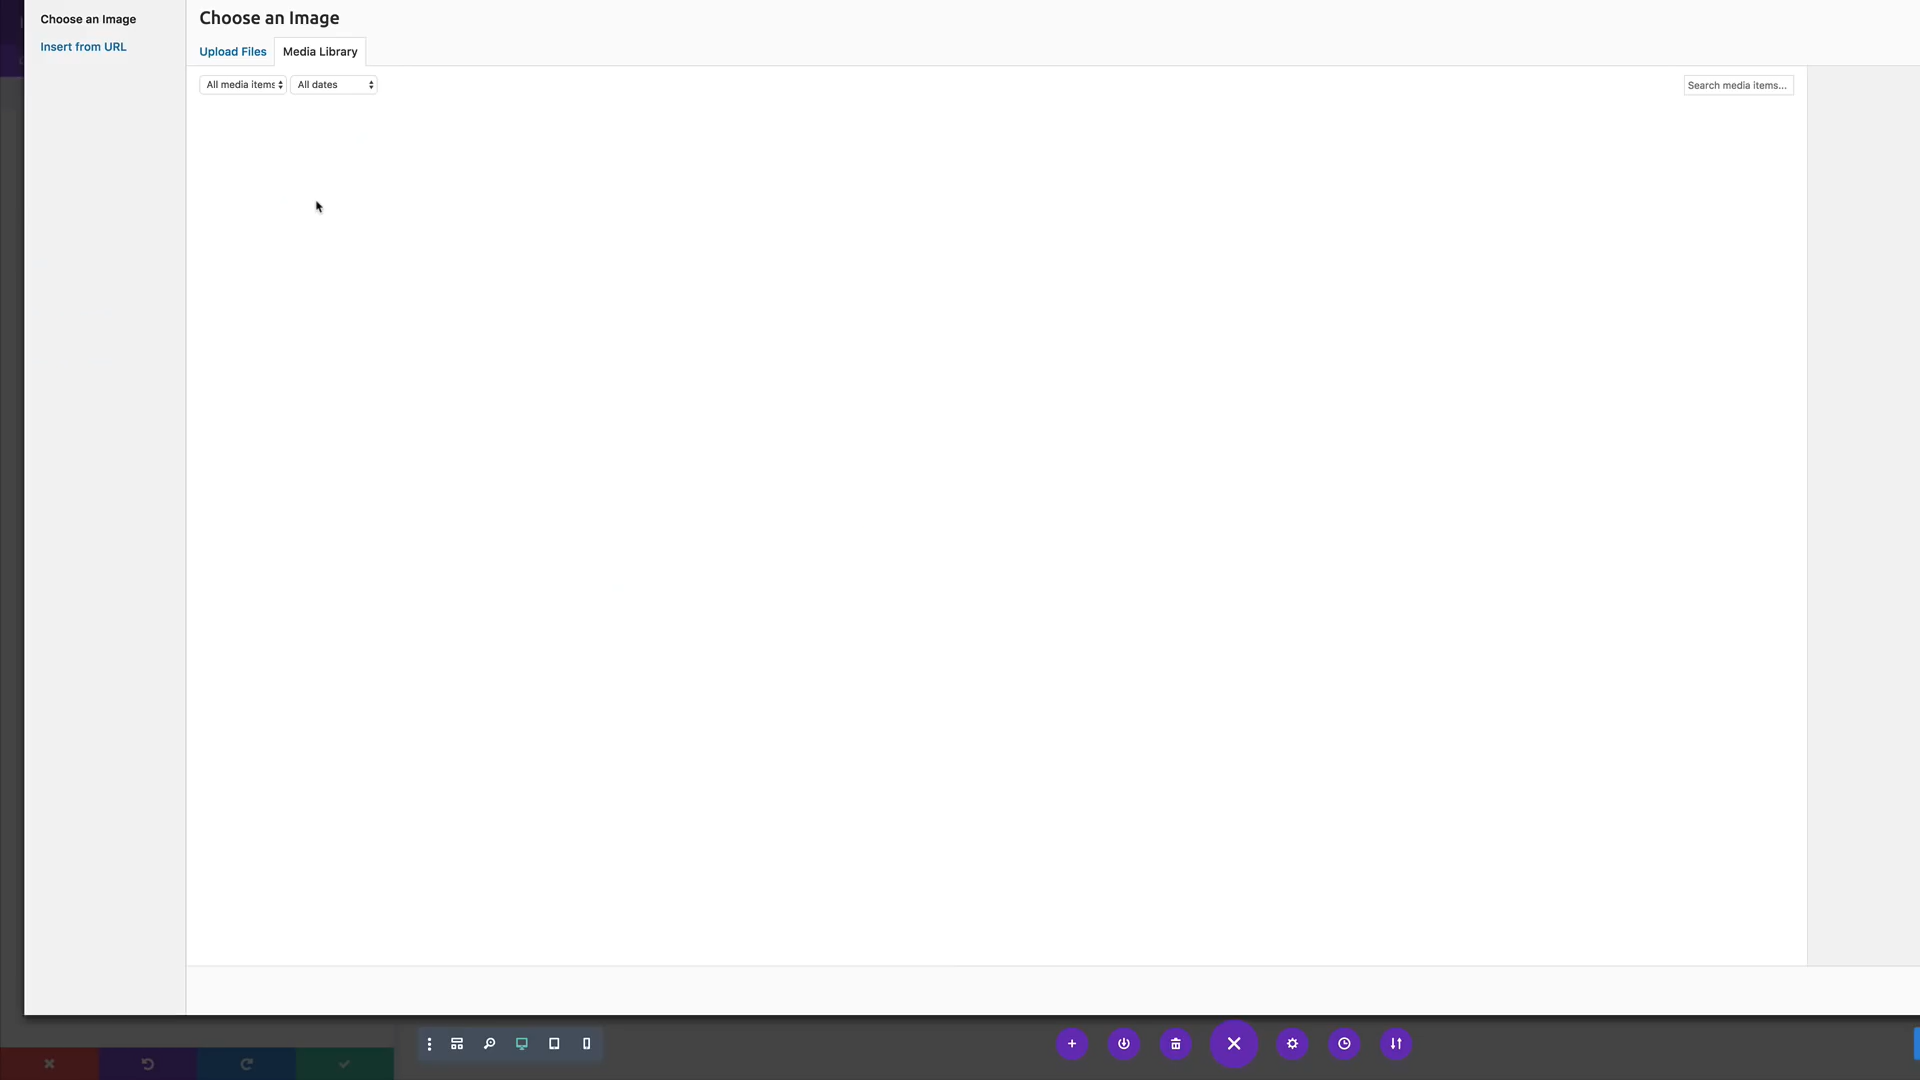 Choose an Image
Insert from URL
Choose an Image
Upload Files
Media Library
All media items
All dates
Search media items...